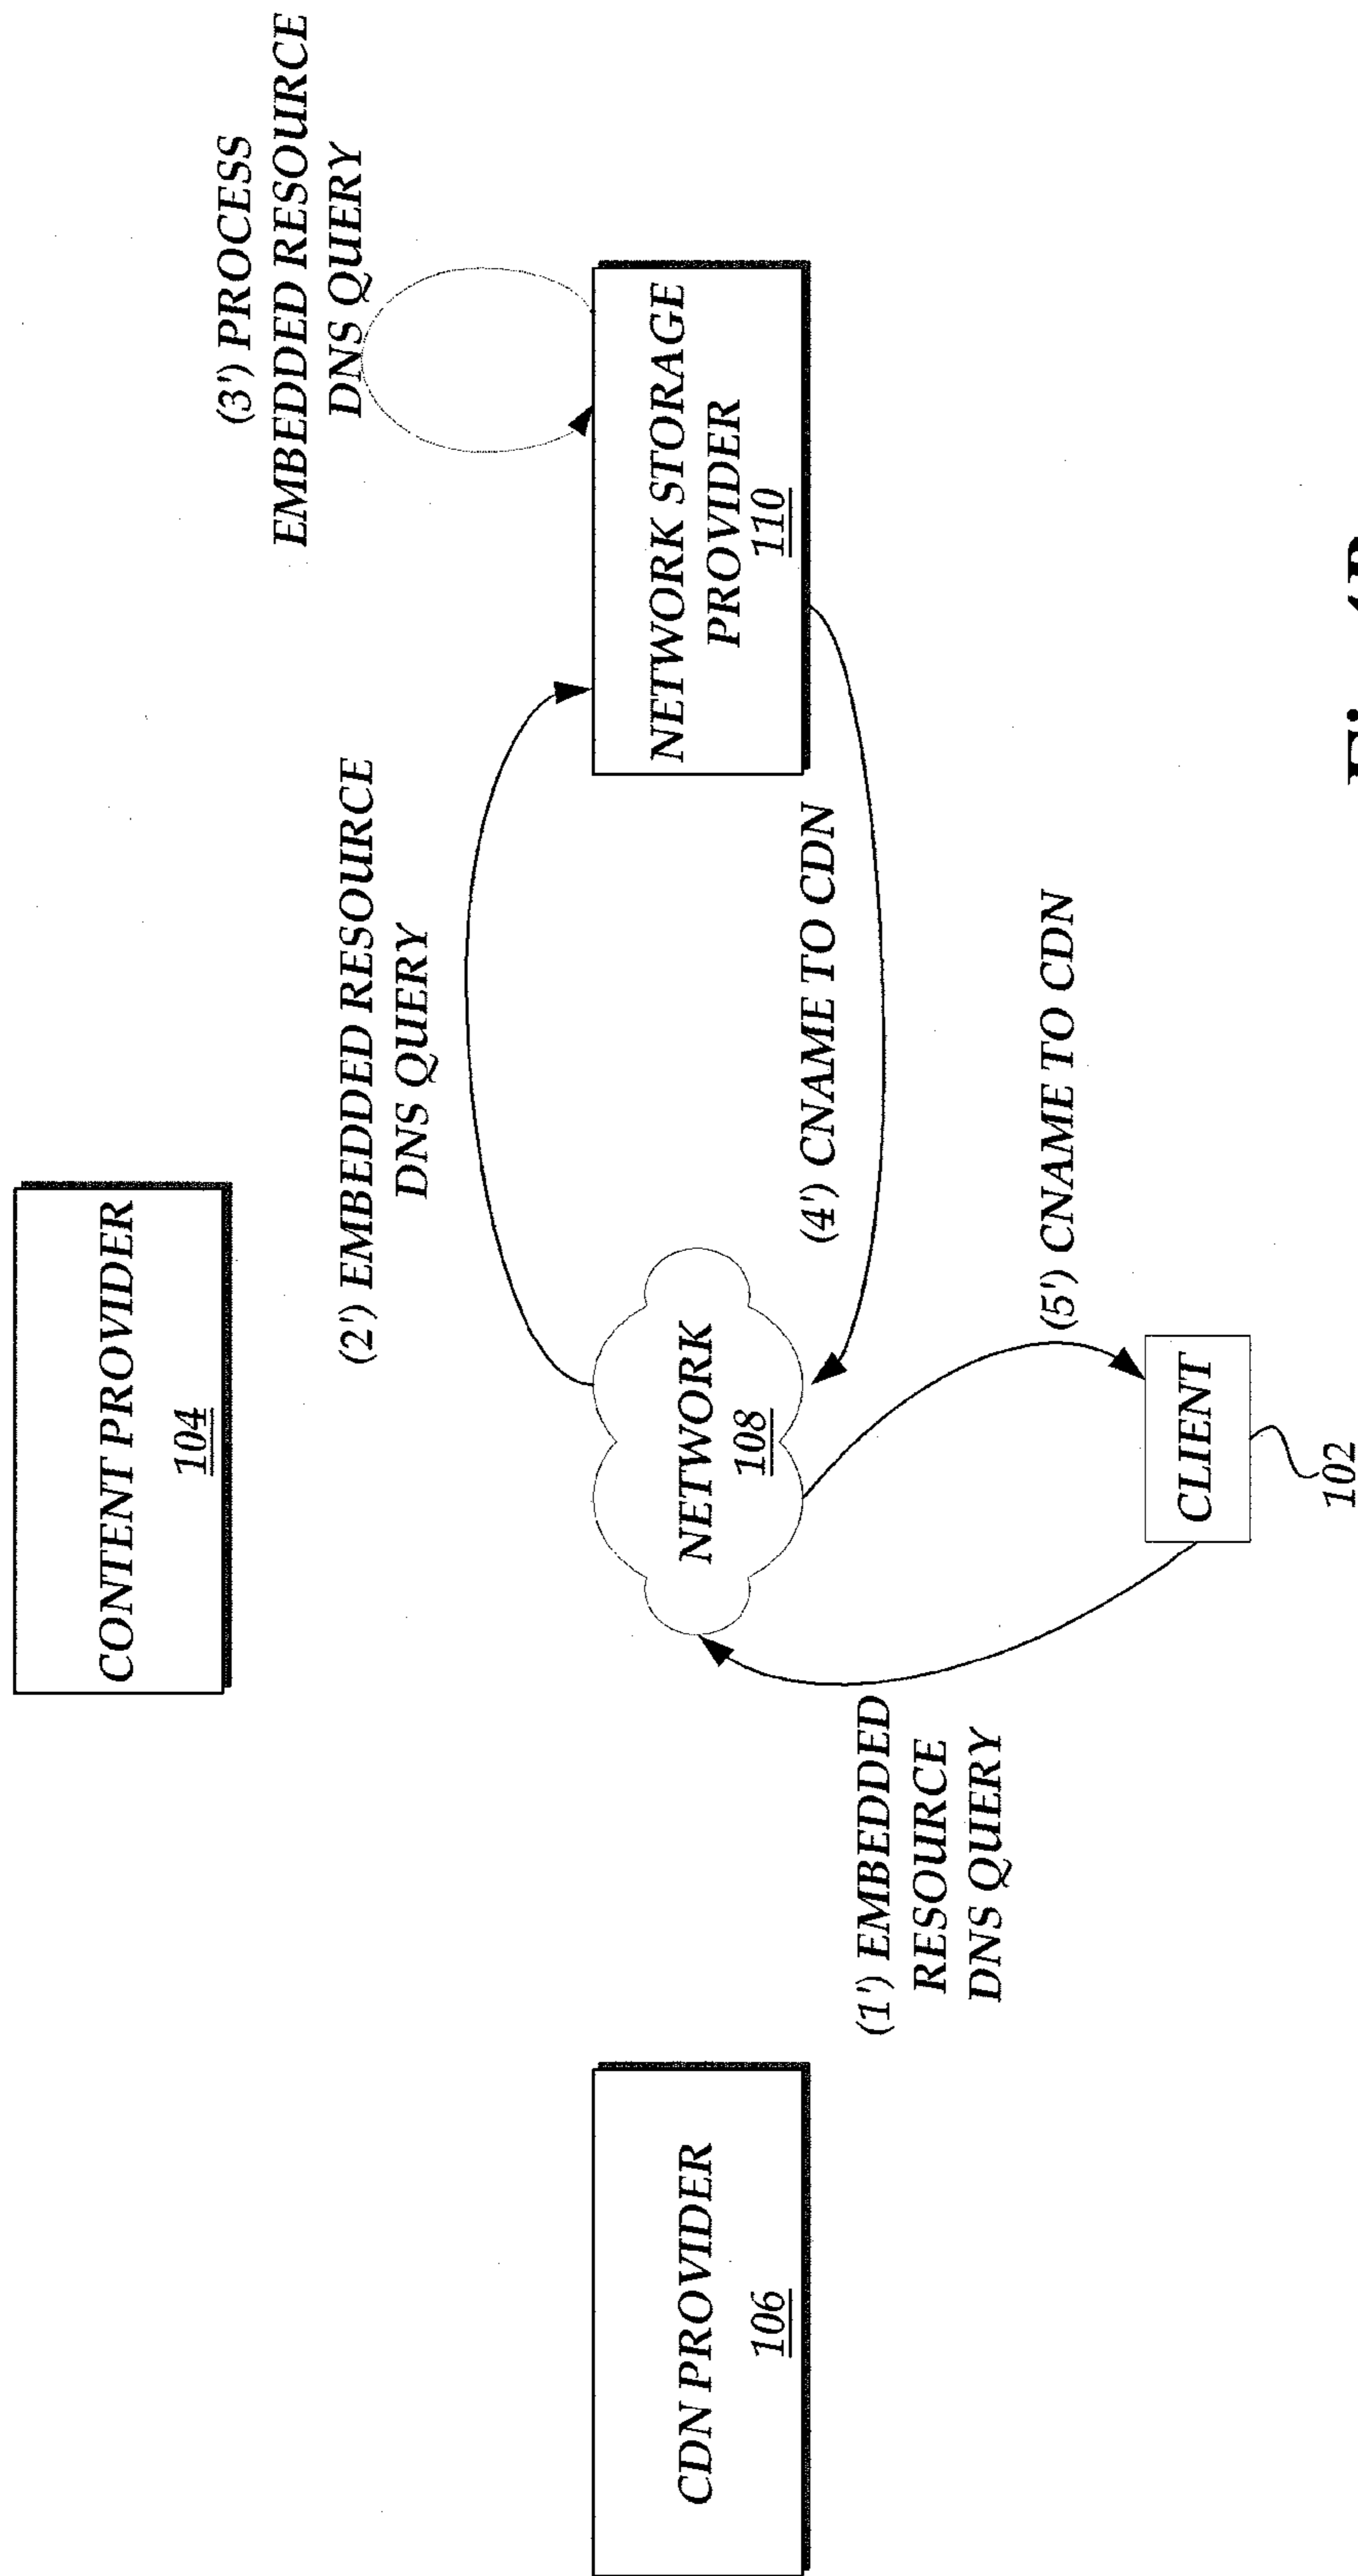 CONTENT PROVIDER
104
(3') PROCESS
EMBEDDED RESOURCE
DNS QUERY
(2') EMBEDDED RESOURCE
DNS QUERY
CDN PROVIDER
106
NETWORK
108
NETWORK STORAGE
PROVIDER
110
(4') CNAME TO CDN
(1') EMBEDDED
RESOURCE
DNS QUERY
(5') CNAME TO CDN
CLIENT
102